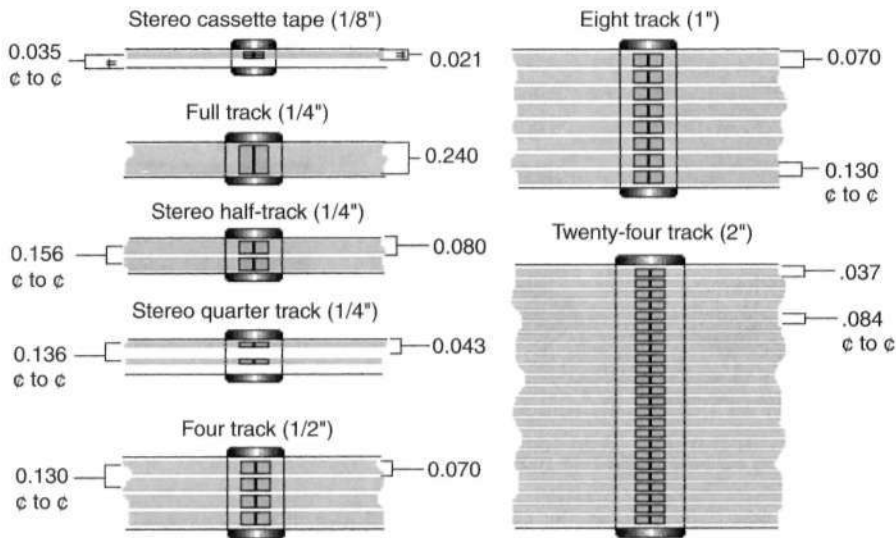 Stereo cassette tape (1/8")
0.035
¢ to ¢
0.021
Full track (1/4")
0.240
Stereo half-track (1/4")
0.156
¢ to ¢
0.080
Stereo quarter track (1/4")
0.136
¢ to ¢
0.043
Four track (1/2")
0.130
¢ to ¢
0.070
Eight track (1")
0.070
0.130
¢ to ¢
Twenty-four track (2")
.037
.084
¢ to ¢